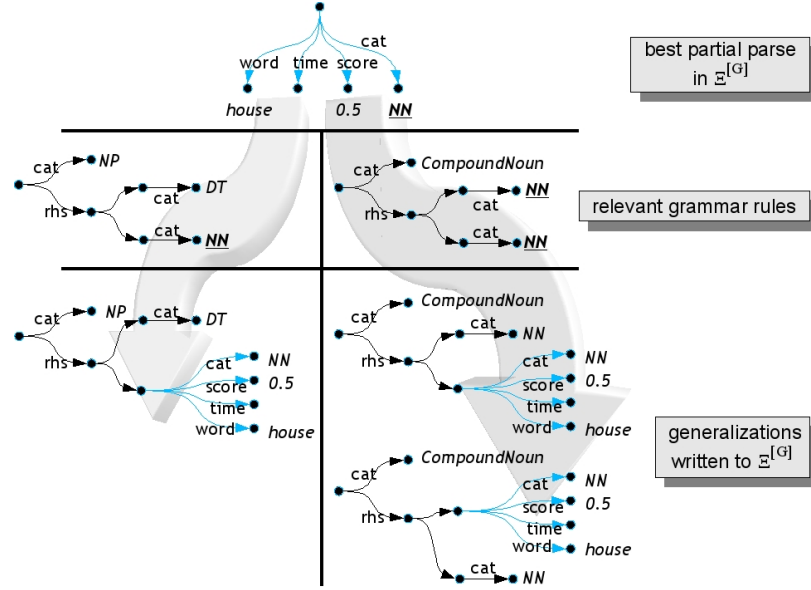 cat
word time score
house 0.5 NN
best partial parse
in Ξ[G]
cat NP
rhs
cat DT
cat NN
cat CompoundNoun
rhs
NN
cat
cat NN
relevant grammar rules
cat NP
rhs
cat DT
cat NN
score 0.5
time
word house
cat CompoundNoun
rhs
cat NN
cat NN
score 0.5
time
word house
cat CompoundNoun
rhs
cat NN
score 0.5
time
word house
cat NN
generalizations
written to Ξ[G]